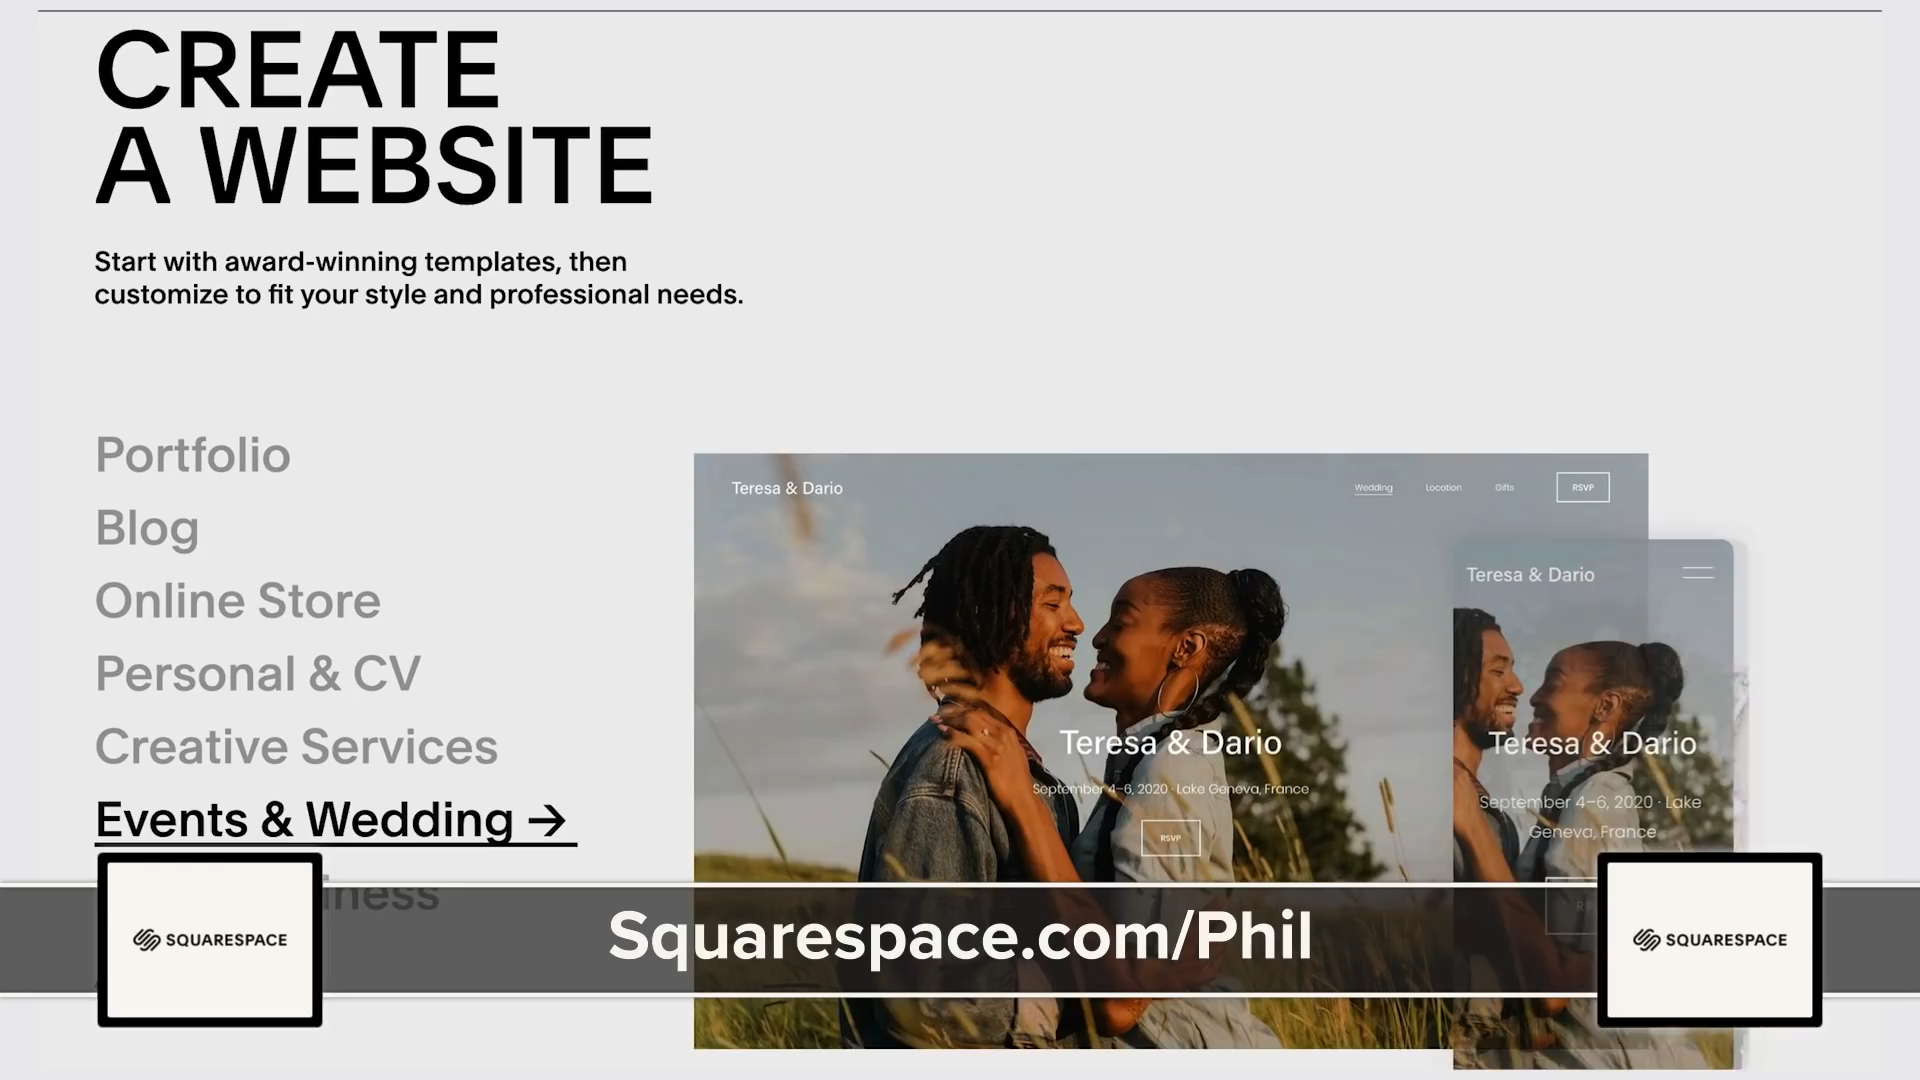 CREATE
A WEBSITE
Start with award-winning templates, then
customize to fit your style and professional needs.
Portfolio
Blog
Online Store
Personal & CV
Creative Services
Events & Wedding →
Teresa & Dario
Wedding
Location
Gifts
RSVP
Teresa & Dario
September 4–6, 2020 · Lake Geneva, France
RSVP
Teresa & Dario
Teresa & Dario
September 4–6, 2020 · Lake
Geneva, France
SQUARESPACE
Squarespace.com/Phil
SQUARESPACE